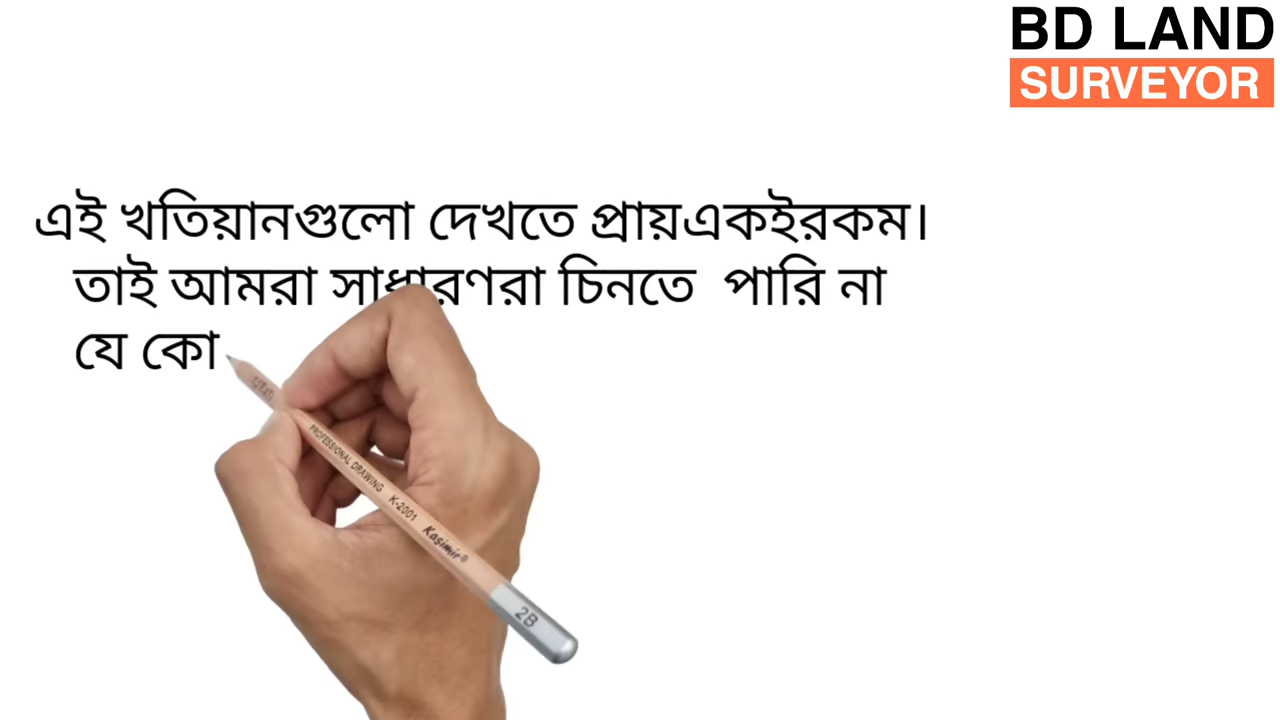 BD LAND
SURVEYOR
এই খতিয়ানগুলো দেখতে প্রায়একইরকম।
তাই আমরা সাধারণরা চিনতে  পারি না
যে কো
PROFESSIONAL DRAWING K-2001 Kasimir® 2B